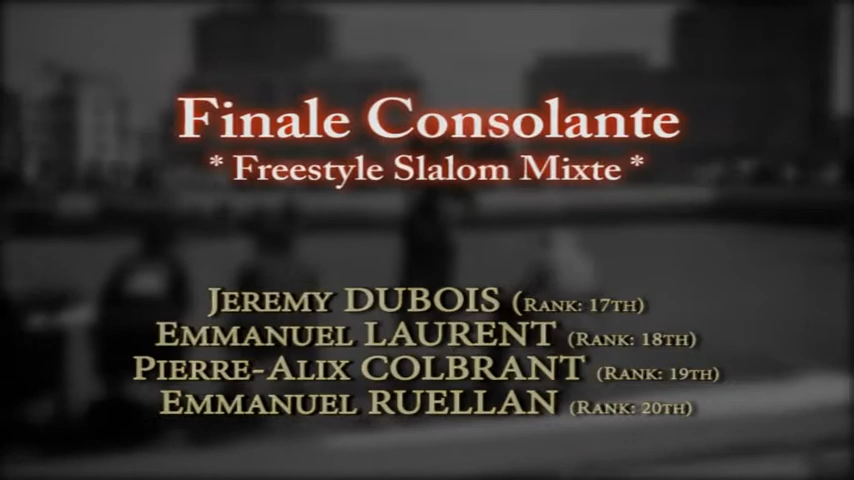 Finale Consolante
* Freestyle Slalom Mixte *
Jeremy DUBOIS (Rank: 17th)
Emmanuel LAURENT (Rank: 18th)
Pierre-Alix COLBRANT (Rank: 19th)
Emmanuel RUELLAN (Rank: 20th)